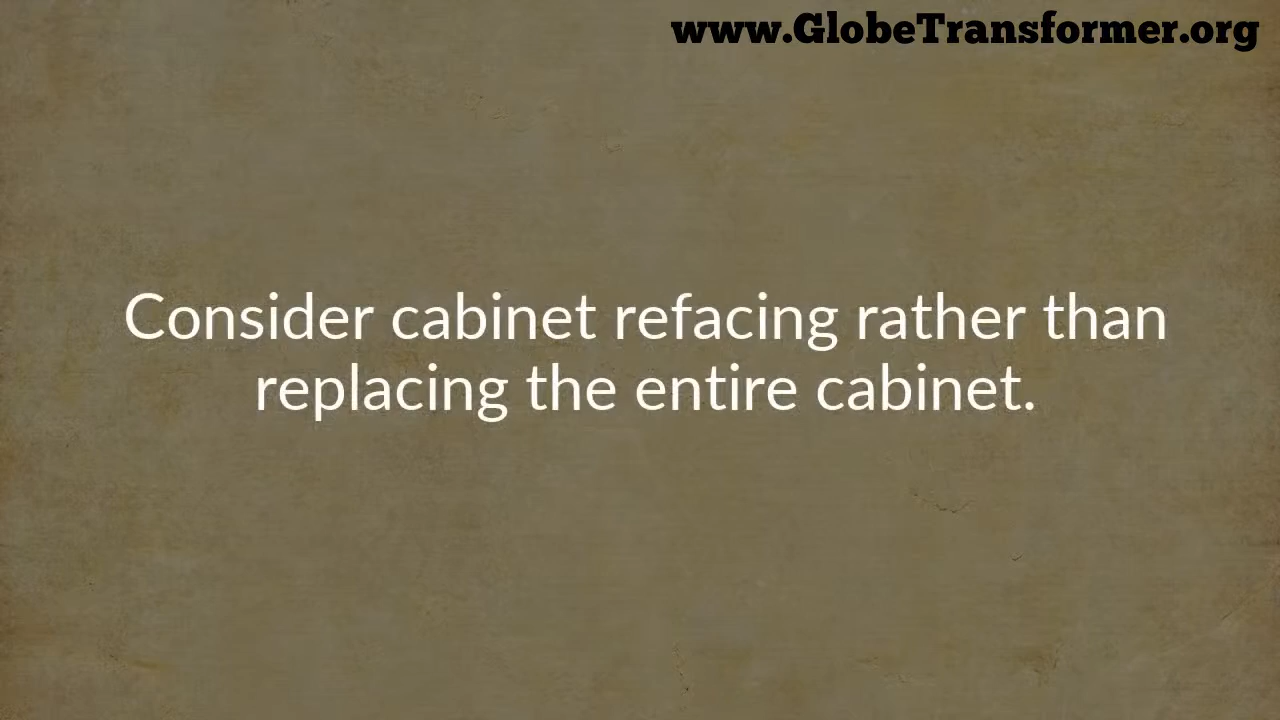 www.GlobeTransformer.org
Consider cabinet refacing rather than
replacing the entire cabinet.